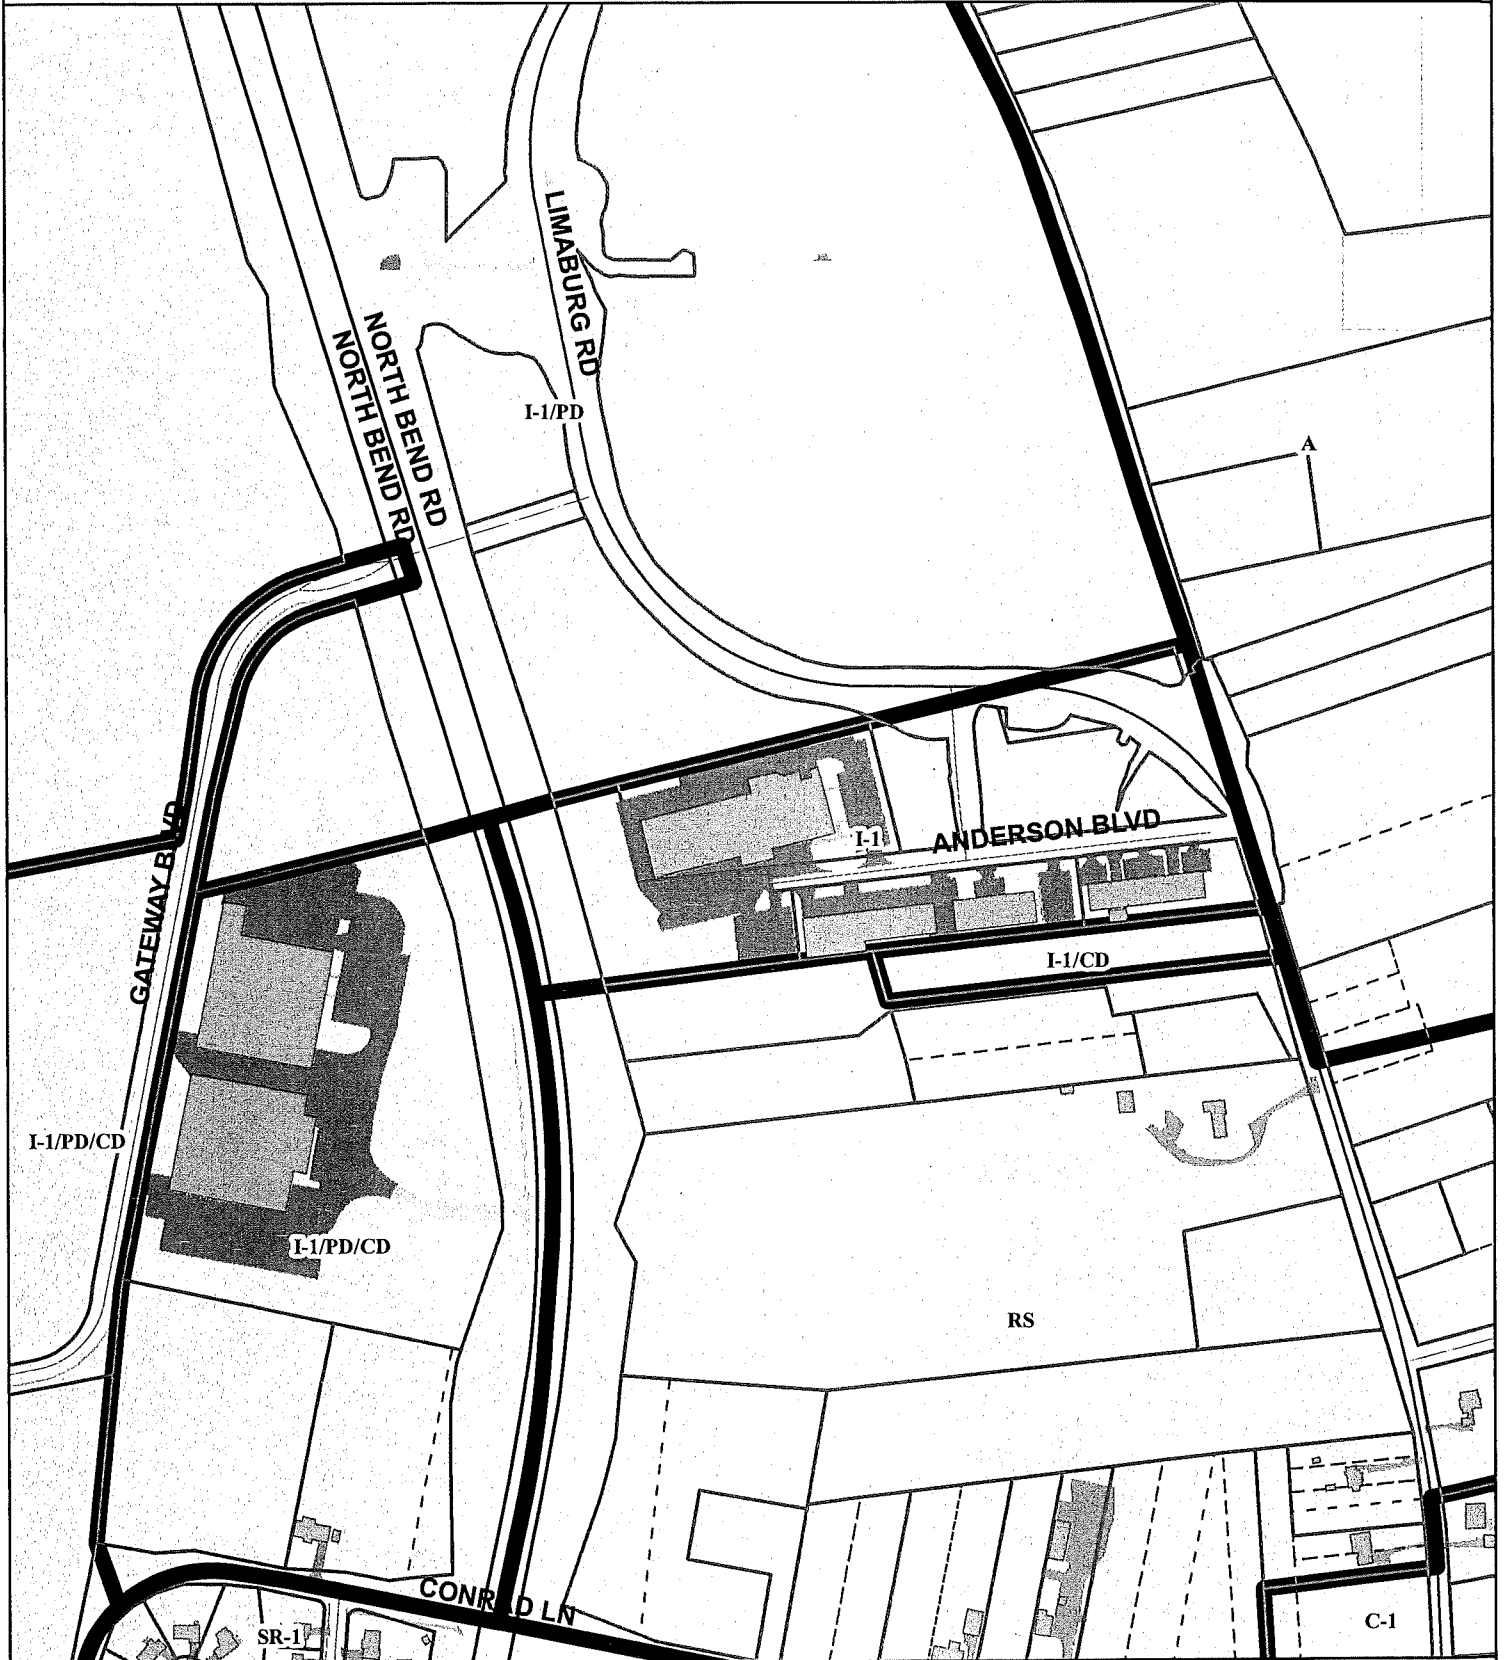 LIMABURG RD
NORTH BEND RD
NORTH BEND RD
I-1/PD
A
GATEWAY BLVD
I-1
ANDERSON BLVD
I-1/CD
I-1/PD/CD
I-1/PD/CD
RS
CONRAD LN
SR-1
C-1